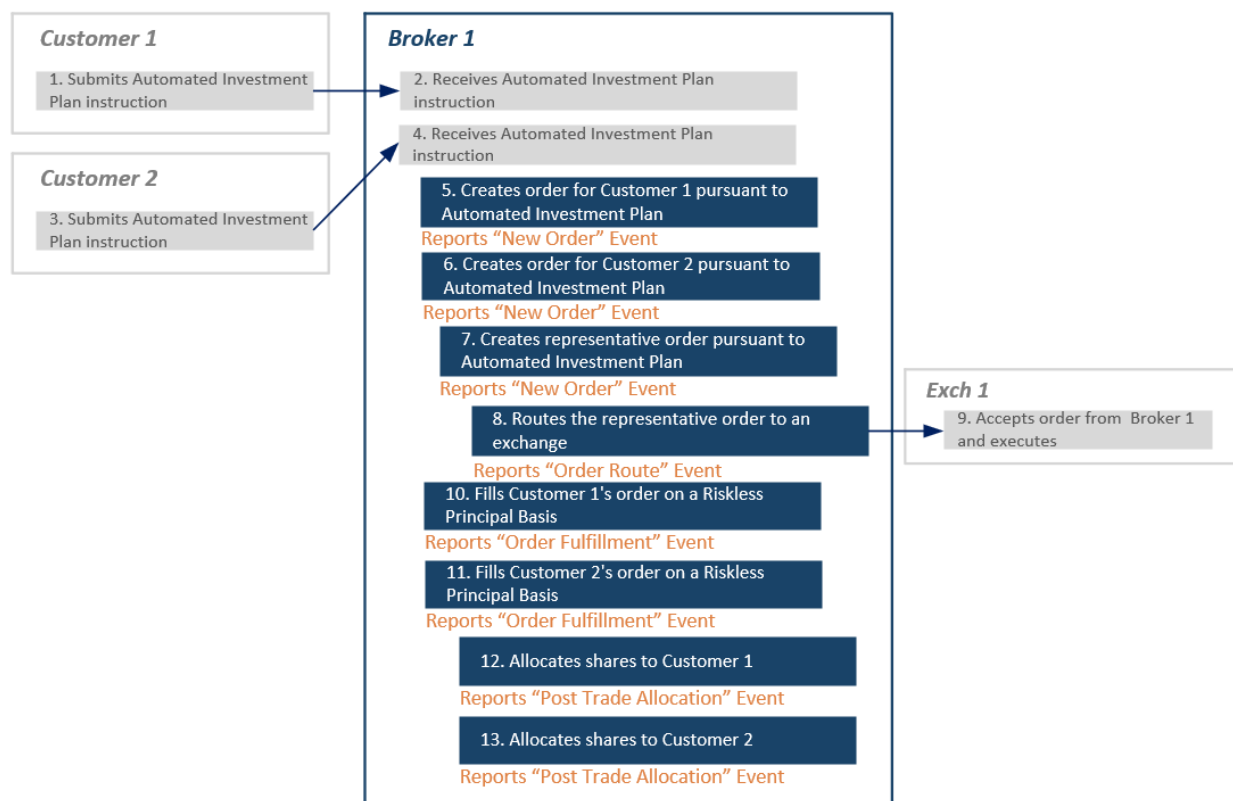 Customer 1
1. Submits Automated Investment
Plan instruction
Customer 2
3. Submits Automated Investment
Plan instruction
Broker 1
2. Receives Automated Investment Plan
instruction
4. Receives Automated Investment Plan
instruction
5. Creates order for Customer 1 pursuant to
Automated Investment Plan
Reports “New Order” Event
6. Creates order for Customer 2 pursuant to
Automated Investment Plan
Reports “New Order” Event
7. Creates representative order pursuant to
Automated Investment Plan
Reports “New Order” Event
8. Routes the representative order to an
exchange
Reports “Order Route” Event
Exch 1
9. Accepts order from Broker 1
and executes
10. Fills Customer 1's order on a Riskless
Principal Basis
Reports “Order Fulfillment” Event
11. Fills Customer 2's order on a Riskless
Principal Basis
Reports “Order Fulfillment” Event
12. Allocates shares to Customer 1
Reports “Post Trade Allocation” Event
13. Allocates shares to Customer 2
Reports “Post Trade Allocation” Event